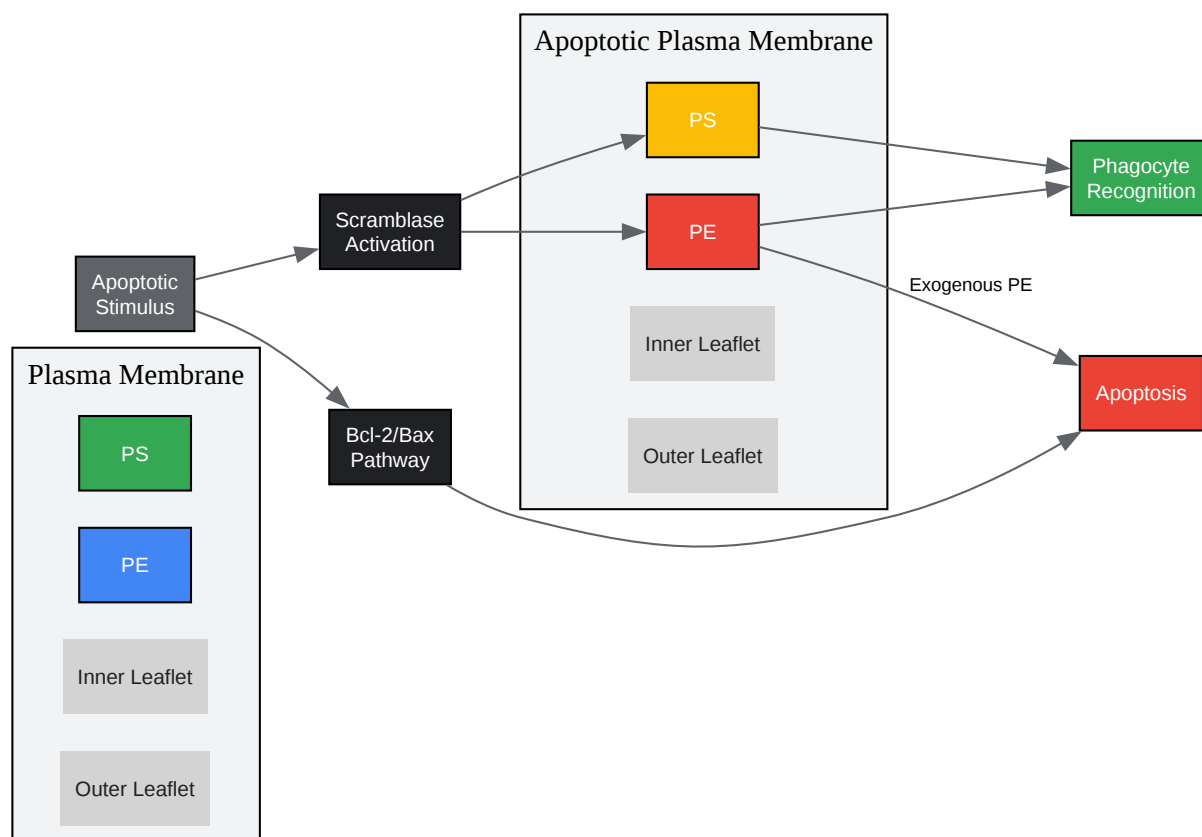 Apoptotic Plasma Membrane
PS
PE
Inner Leaflet
Outer Leaflet
Phagocyte
Recognition
Scramblase
Activation
Apoptotic
Stimulus
Exogenous PE
Apoptosis
Bcl-2/Bax
Pathway
Plasma Membrane
PS
PE
Inner Leaflet
Outer Leaflet